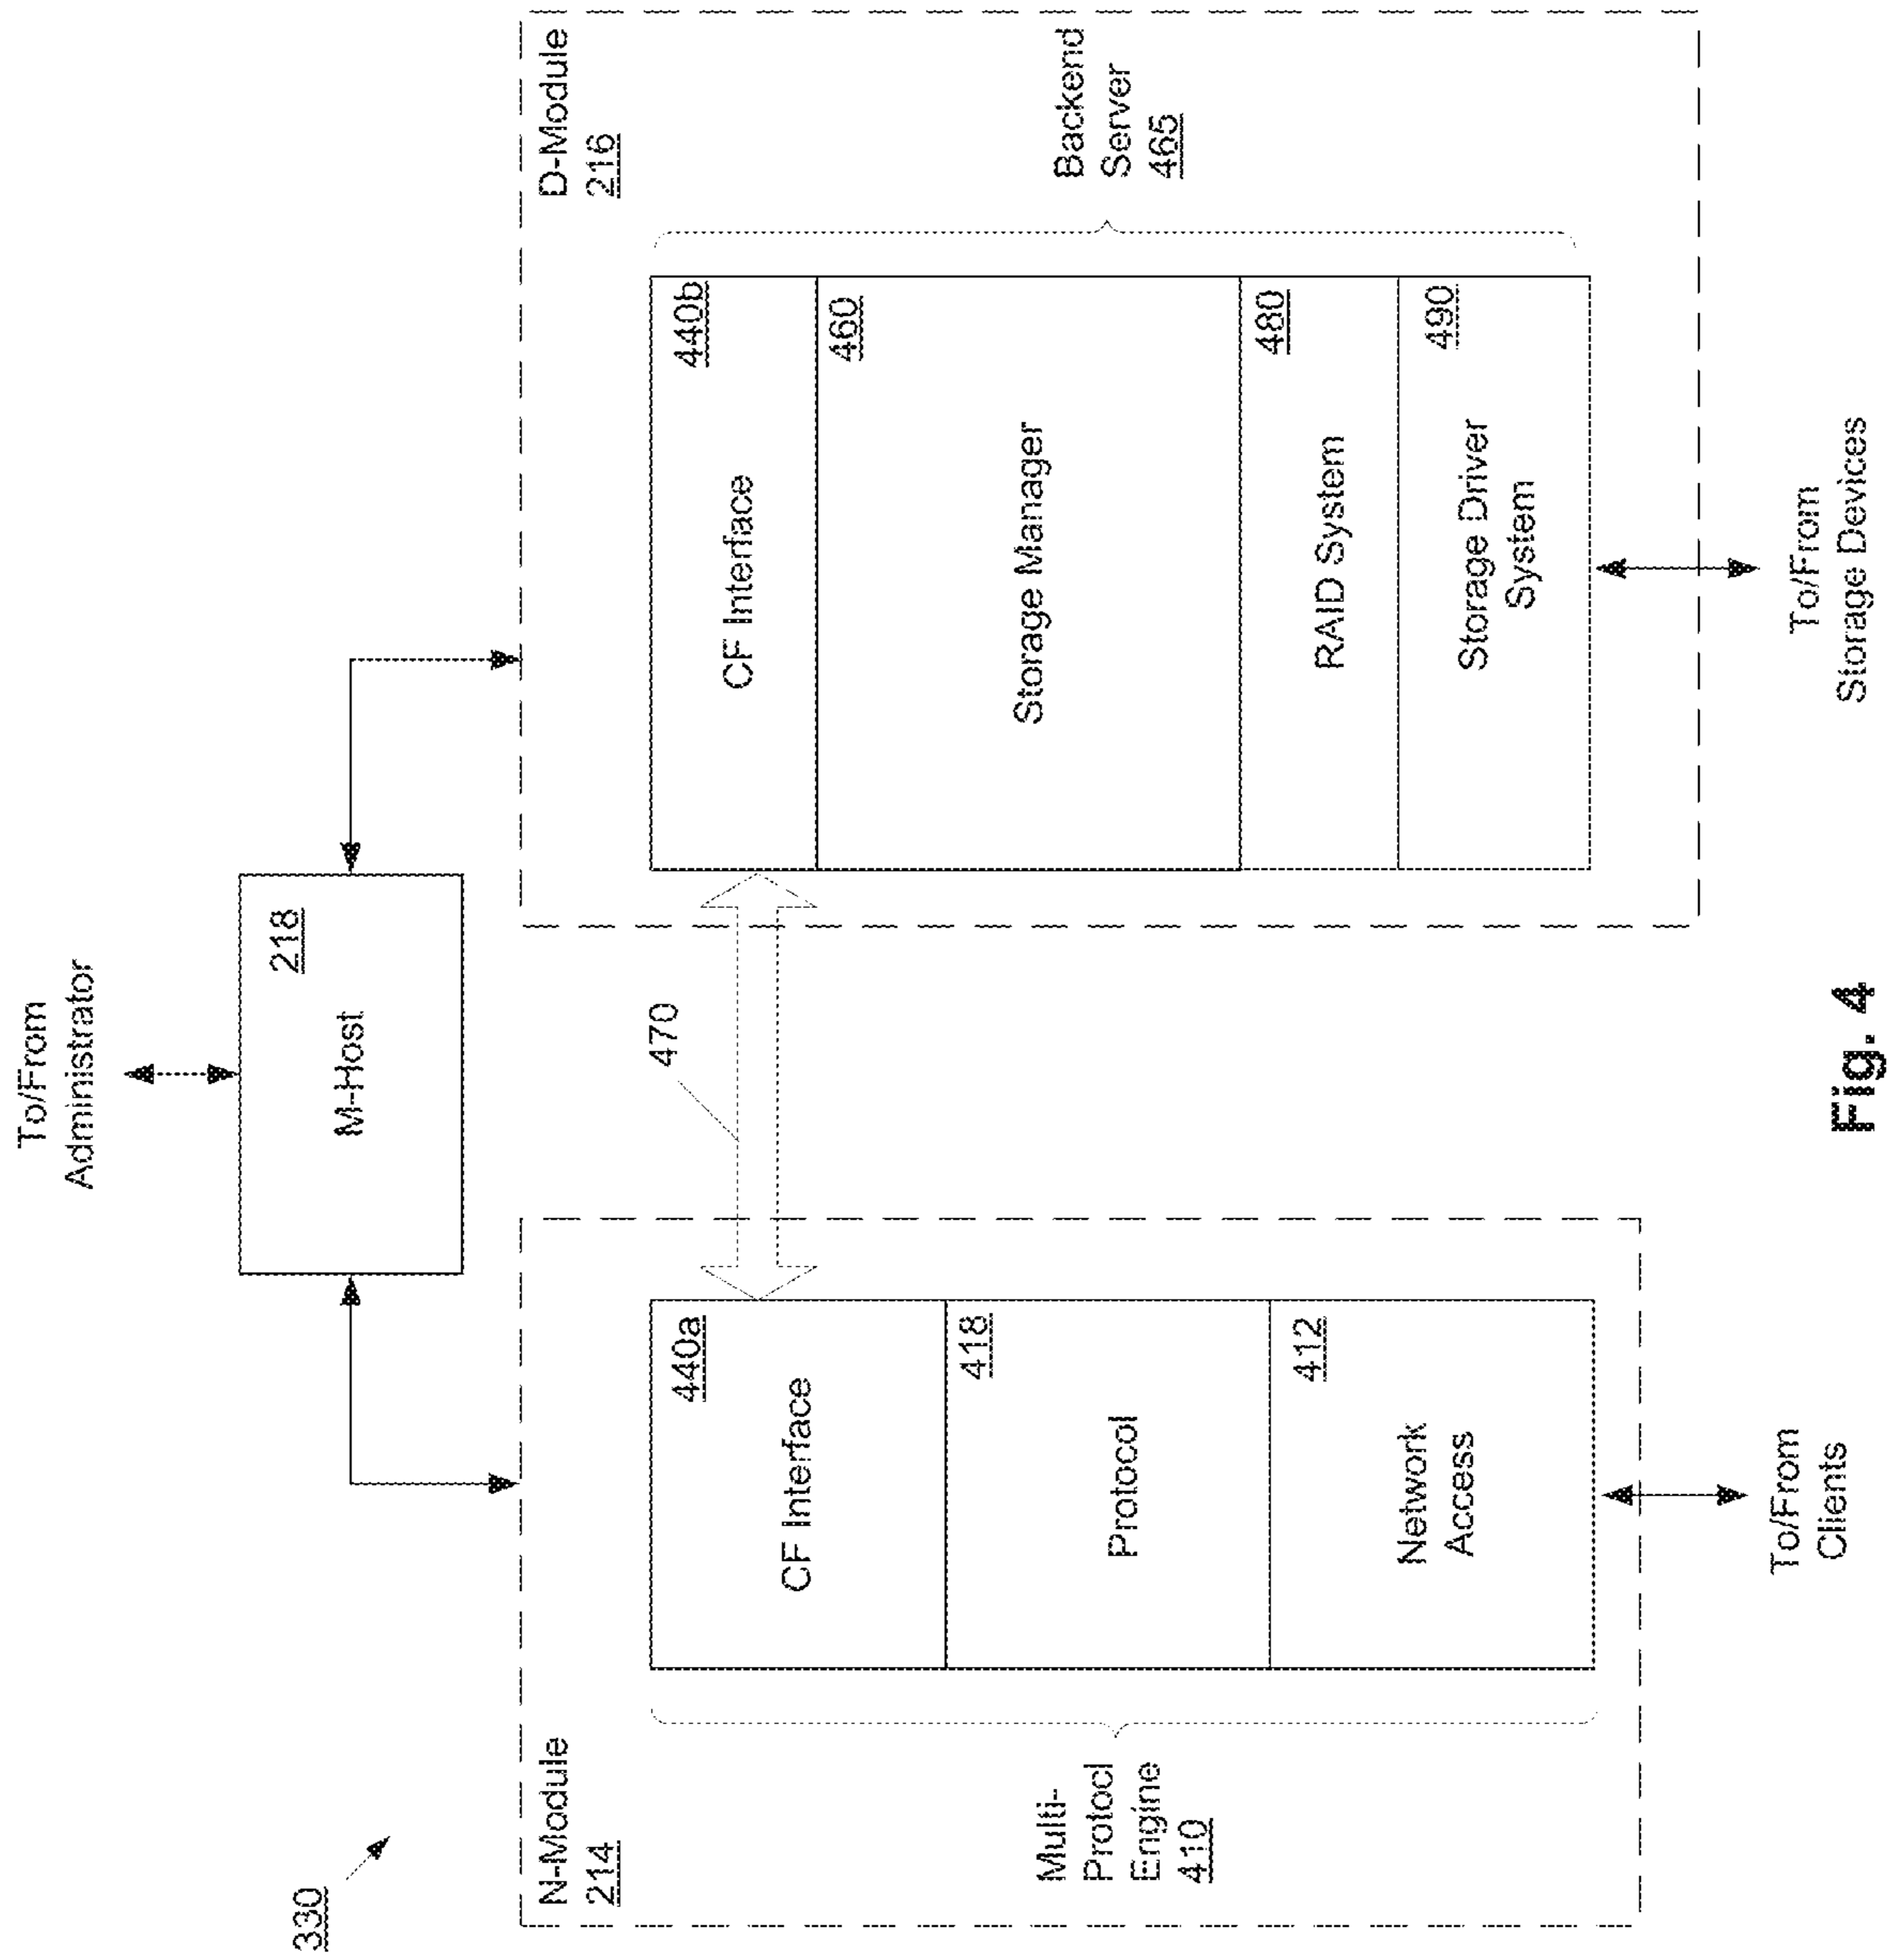 330
To/From
Administrator
M-Host
218
N-Module
214
Multi-
Protocl
Engine
410
CF Interface
440a
Protocol
418
Network
Access
412
To/From
Clients
470
D-Module
216
CF Interface
440b
Storage Manager
460
RAID System
480
Storage Driver
System
490
Backend
Server
465
To/From
Storage Devices
Fig. 4